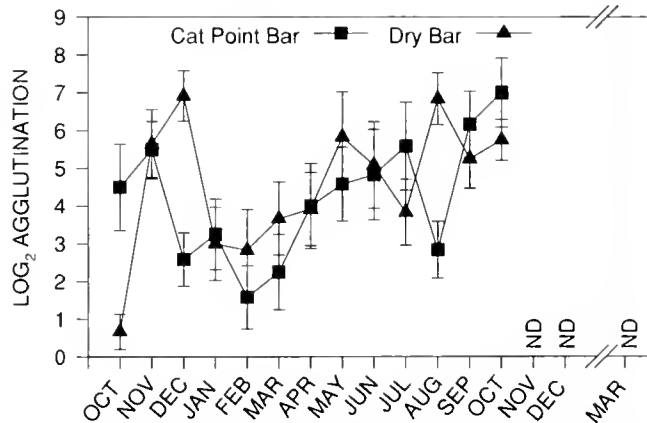 9
8
7
6
5
4
3
2
1
0
LOG₂ AGGLUTINATION
Cat Point Bar
Dry Bar
ND
ND
ND
OCT
NOV
DEC
JAN
FEB
MAR
APR
MAY
JUN
JUL
AUG
SEP
OCT
NOV
DEC
MAR